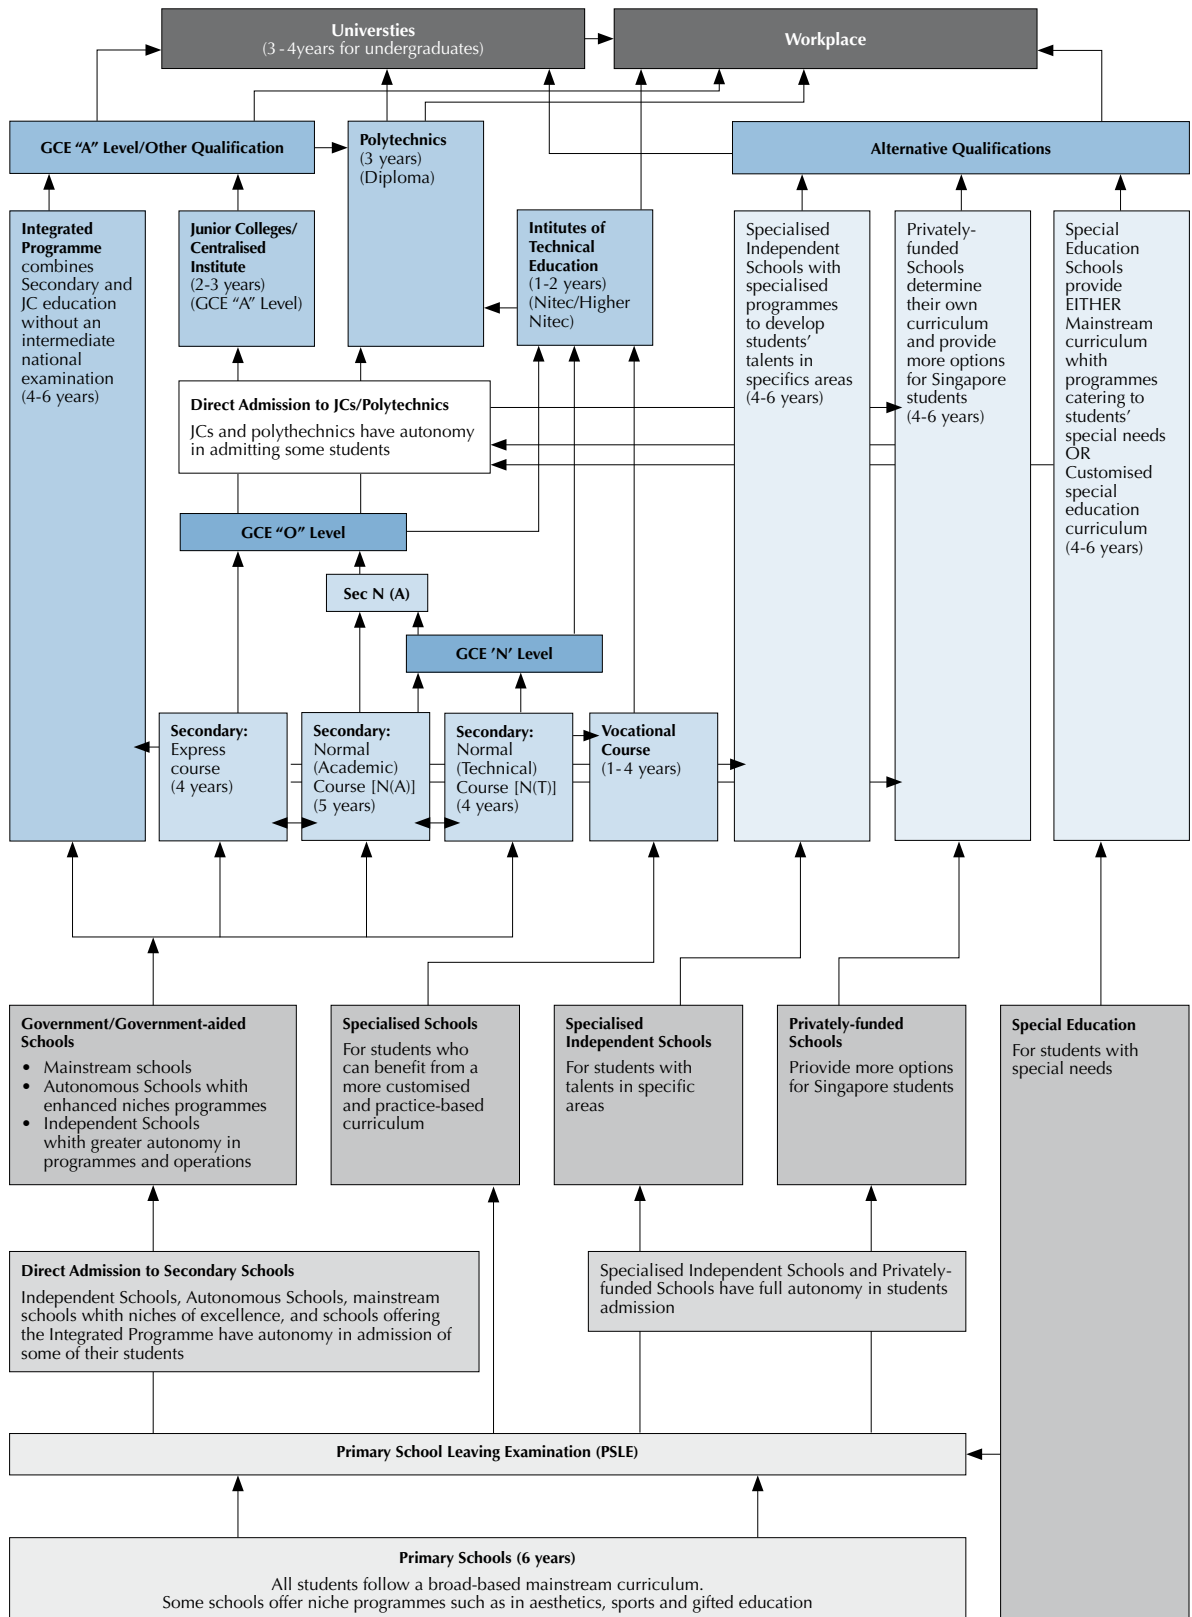 Universties
(3 - 4years for undergraduates)
Workplace
GCE “A” Level/Other Qualification
Polytechnics
(3 years)
(Diploma)
Alternative Qualifications
Integrated
Programme
combines
Secondary and
JC education
without an
intermediate
national
examination
(4-6 years)
Junior Colleges/
Centralised
Institute
(2-3 years)
(GCE “A” Level)
Intitutes of
Technical
Education
(1-2 years)
(Nitec/Higher
Nitec)
Specialised
Independent
Schools with
specialised
programmes
to develop
students’
talents in
specifics areas
(4-6 years)
Privately-
funded
Schools
determine
their own
curriculum
and provide
more options
for Singapore
students
(4-6 years)
Special
Education
Schools
provide
EITHER
Mainstream
curriculum
whith
programmes
catering to
students’
special needs
OR
Customised
special
education
curriculum
(4-6 years)
Direct Admission to JCs/Polytechnics
JCs and polythechnics have autonomy
in admitting some students
GCE “O” Level
Sec N (A)
GCE ’N’ Level
Secondary:
Express
course
(4 years)
Secondary:
Normal
(Academic)
Course [N(A)]
(5 years)
Secondary:
Normal
(Technical)
Course [N(T)]
(4 years)
Vocational
Course
(1- 4 years)
Government/Government-aided
Schools
• Mainstream schools
• Autonomous Schools whith
enhanced niches programmes
• Independent Schools
whith greater autonomy in
programmes and operations
Specialised Schools
For students who
can benefit from a
more customised
and practice-based
curriculum
Specialised
Independent Schools
For students with
talents in specific
areas
Privately-funded
Schools
Priovide more options
for Singapore students
Special Education
For students with
special needs
Direct Admission to Secondary Schools
Independent Schools, Autonomous Schools, mainstream
schools whith niches of excellence, and schools offering
the Integrated Programme have autonomy in admission of
some of their students
Specialised Independent Schools and Privately-
funded Schools have full autonomy in students
admission
Primary School Leaving Examination (PSLE)
Primary Schools (6 years)
All students follow a broad-based mainstream curriculum.
Some schools offer niche programmes such as in aesthetics, sports and gifted education